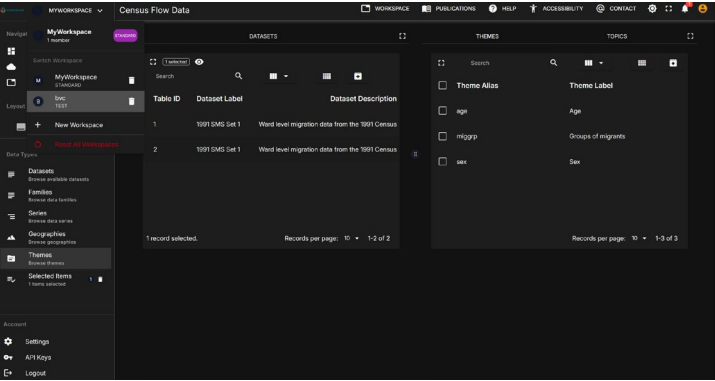 MYWORKSPACE
Census Flow Data
WORKSPACE
PUBLICATIONS
HELP
ACCESSIBILITY
CONTACT
Navigat
MyWorkspace
1 member
STANDARD
Switch Workspace
M
MyWorkspace
STANDARD
B
bvc
TEST
Layout
New Workspace
Reset All Workspaces
Data Types
Datasets
Browse available datasets
Families
Browse data families
Series
Browse data series
Geographies
Browse geographies
Themes
Browse themes
Selected Items
1 items selected
1
Account
Settings
API Keys
Logout
DATASETS
1 selected
Search
Table ID Dataset Label Dataset Description
1 1991 SMS Set 1 Ward level migration data from the 1991 Census
2 1991 SMS Set 1 Ward level migration data from the 1991 Census
1 record selected. Records per page: 10 1-2 of 2
THEMES TOPICS
Search
Theme Alias Theme Label
age Age
miggrp Groups of migrants
sex Sex
Records per page: 10 1-3 of 3